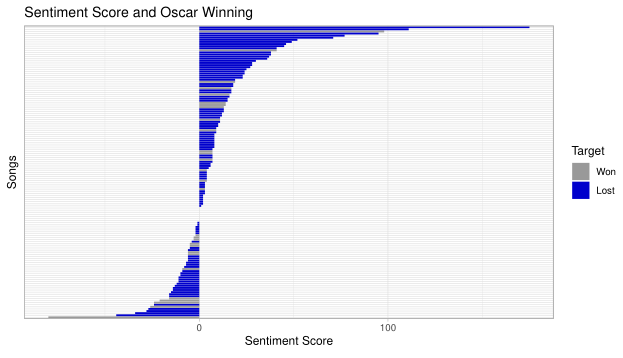 Sentiment Score and Oscar Winning
Songs
0
100
Sentiment Score
Target
Won
Lost